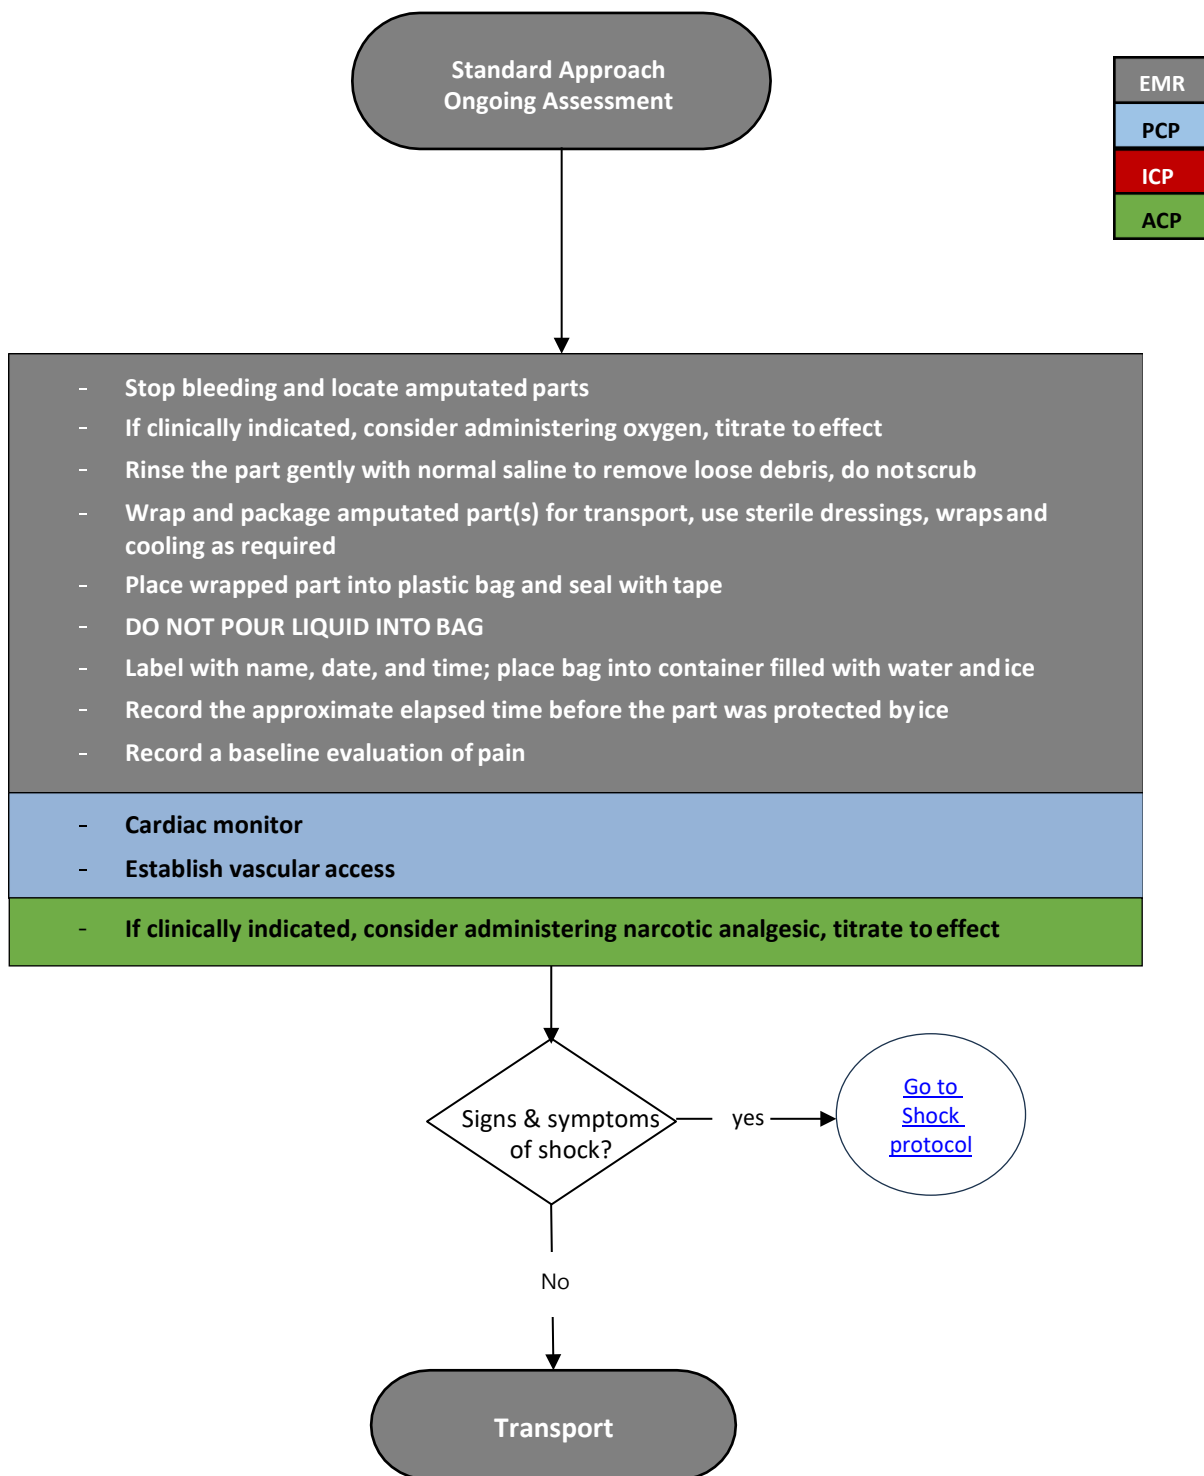 Standard Approach
Ongoing Assessment
EMR
PCP
ICP
ACP
- Stop bleeding and locate amputated parts
- If clinically indicated, consider administering oxygen, titrate to effect
- Rinse the part gently with normal saline to remove loose debris, do not scrub
- Wrap and package amputated part(s) for transport, use sterile dressings, wraps and
cooling as required
- Place wrapped part into plastic bag and seal with tape
- DO NOT POUR LIQUID INTO BAG
- Label with name, date, and time; place bag into container filled with water and ice
- Record the approximate elapsed time before the part was protected by ice
- Record a baseline evaluation of pain
- Cardiac monitor
- Establish vascular access
- If clinically indicated, consider administering narcotic analgesic, titrate to effect
Signs & symptoms
of shock?
yes
Go to
Shock
protocol
No
Transport